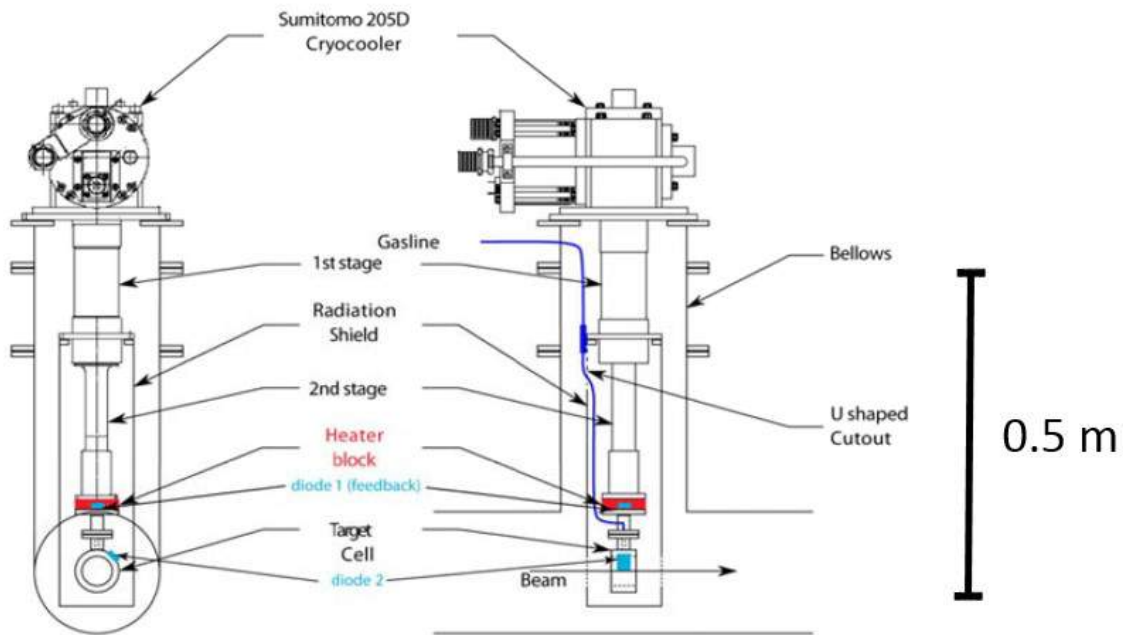 Sumitomo 205D
Cryocooler
Gasline
1st stage
Bellows
Radiation
Shield
2nd stage
U shaped
Cutout
0.5 m
Heater
block
diode 1 (feedback)
Target
Cell
diode 2
Beam